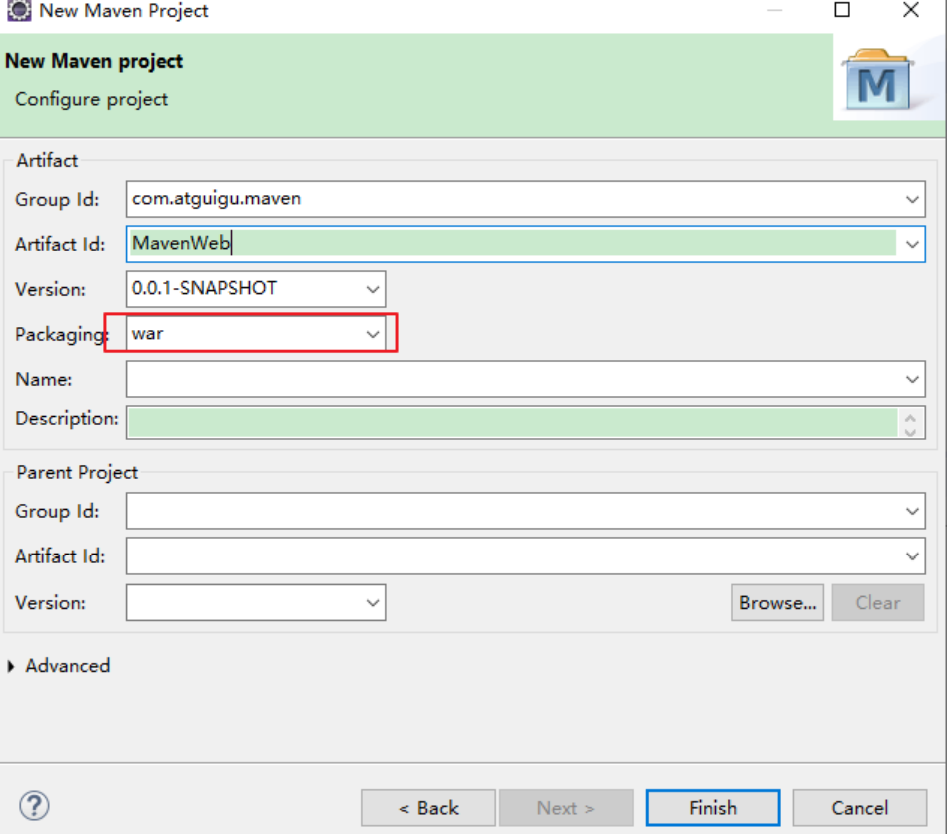 New Maven Project
New Maven project
Configure project
M
Artifact
Group Id: com.atguigu.maven
Artifact Id: MavenWeb
Version: 0.0.1-SNAPSHOT
Packaging: war
Name:
Description:
Parent Project
Group Id:
Artifact Id:
Version:
Browse... Clear
Advanced
? < Back Next > Finish Cancel